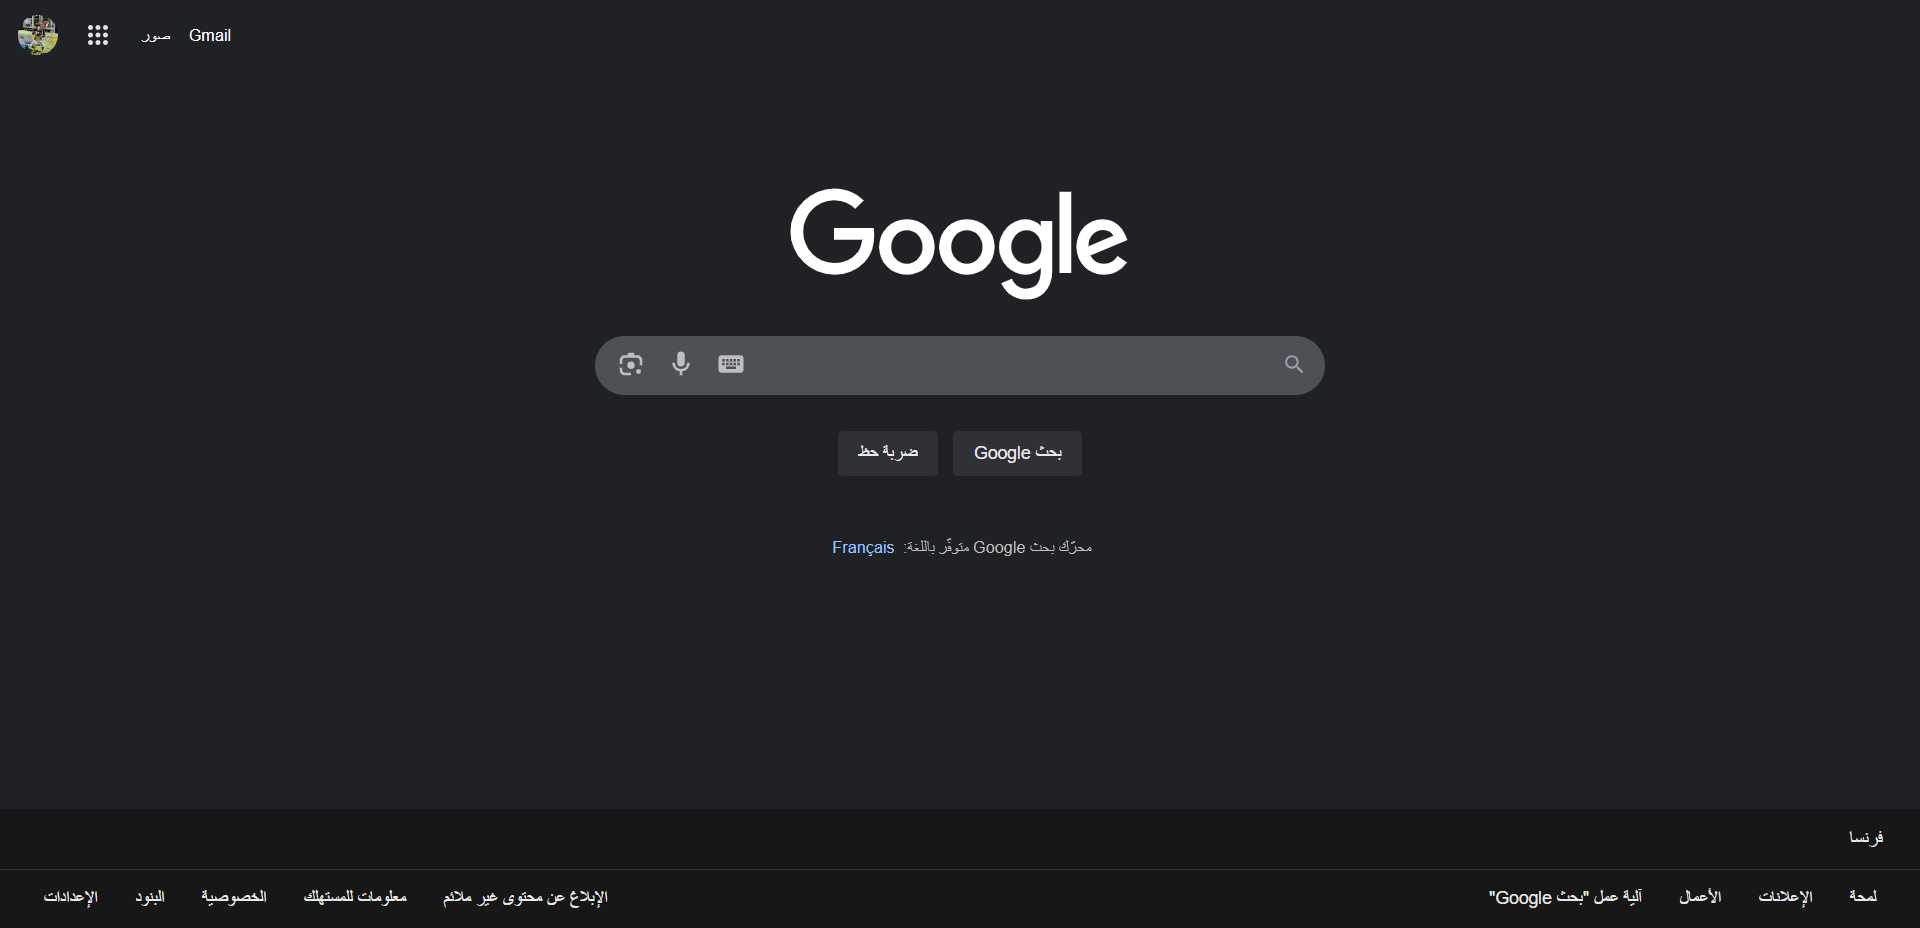 Gmail صور
Google
بحث Google
ضربة حظ
محرّك بحث Google متوفّر باللغة: Français
فرنسا
لمحة الإعلانات الأعمال آلية عمل "بحث Google" الإبلاغ عن محتوى غير ملائم معلومات للمستهلك الخصوصية البنود الإعدادات